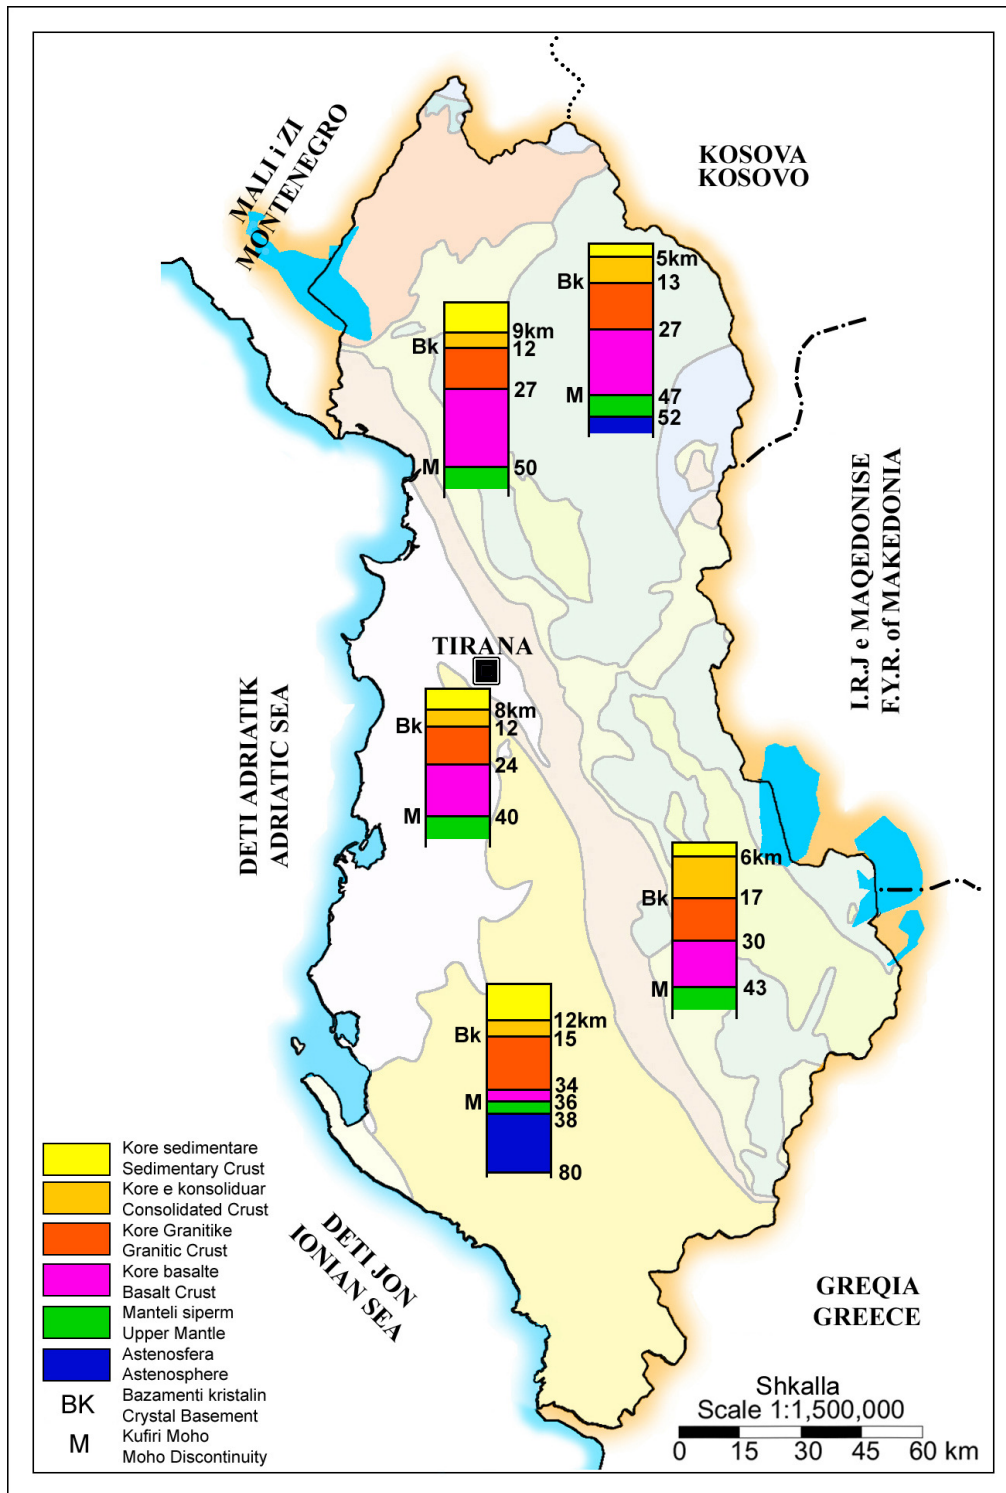 MALI i ZI
MONTENEGRO
KOSOVA
KOSOVO
5km
Bk
13
27
M
47
52
9km
Bk
12
27
M
50
I.R.J e MAQEDONISE
F.Y.R. of MAKEDONIA
TIRANA
DETI ADRIATIK
ADRIATIC SEA
8km
Bk
12
24
M
40
6km
Bk
17
30
M
43
12km
Bk
15
34
M
36
38
80
DETI JON
IONIAN SEA
GREQIA
GREECE
Kore sedimentare
Sedimentary Crust
Kore e konsoliduar
Consolidated Crust
Kore Granitike
Granitic Crust
Kore basalte
Basalt Crust
Manteli siperm
Upper Mantle
Astenosfera
Astenosphere
BK
Bazamenti kristalin
Crystal Basement
M
Kufiri Moho
Moho Discontinuity
Shkalla
Scale 1:1,500,000
0 15 30 45 60 km